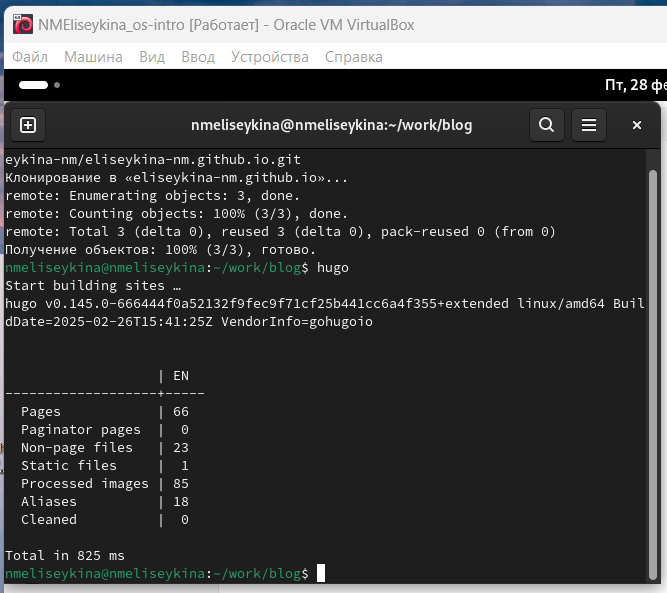 NMEliseykina_os-intro [Работает] - Oracle VM VirtualBox
Файл Машина Вид Ввод Устройства Справка
Пт, 28 фе
nmeliseykina@nmeliseykina:~/work/blog
eykina-nm/eliseykina-nm.github.io.git
Клонирование в «eliseykina-nm.github.io»...
remote: Enumerating objects: 3, done.
remote: Counting objects: 100% (3/3), done.
remote: Total 3 (delta 0), reused 3 (delta 0), pack-reused 0 (from 0)
Получение объектов: 100% (3/3), готово.
nmeliseykina@nmeliseykina:~/work/blog$ hugo
Start building sites …
hugo v0.145.0-666444f0a52132f9fec9f71cf25b441cc6a4f355+extended linux/amd64 Buil
dDate=2025-02-26T15:41:25Z VendorInfo=gohugoio
                   | EN
-------------------+-----
  Pages            | 66
  Paginator pages  |  0
  Non-page files   | 23
  Static files     |  1
  Processed images | 85
  Aliases          | 18
  Cleaned          |  0
Total in 825 ms
nmeliseykina@nmeliseykina:~/work/blog$